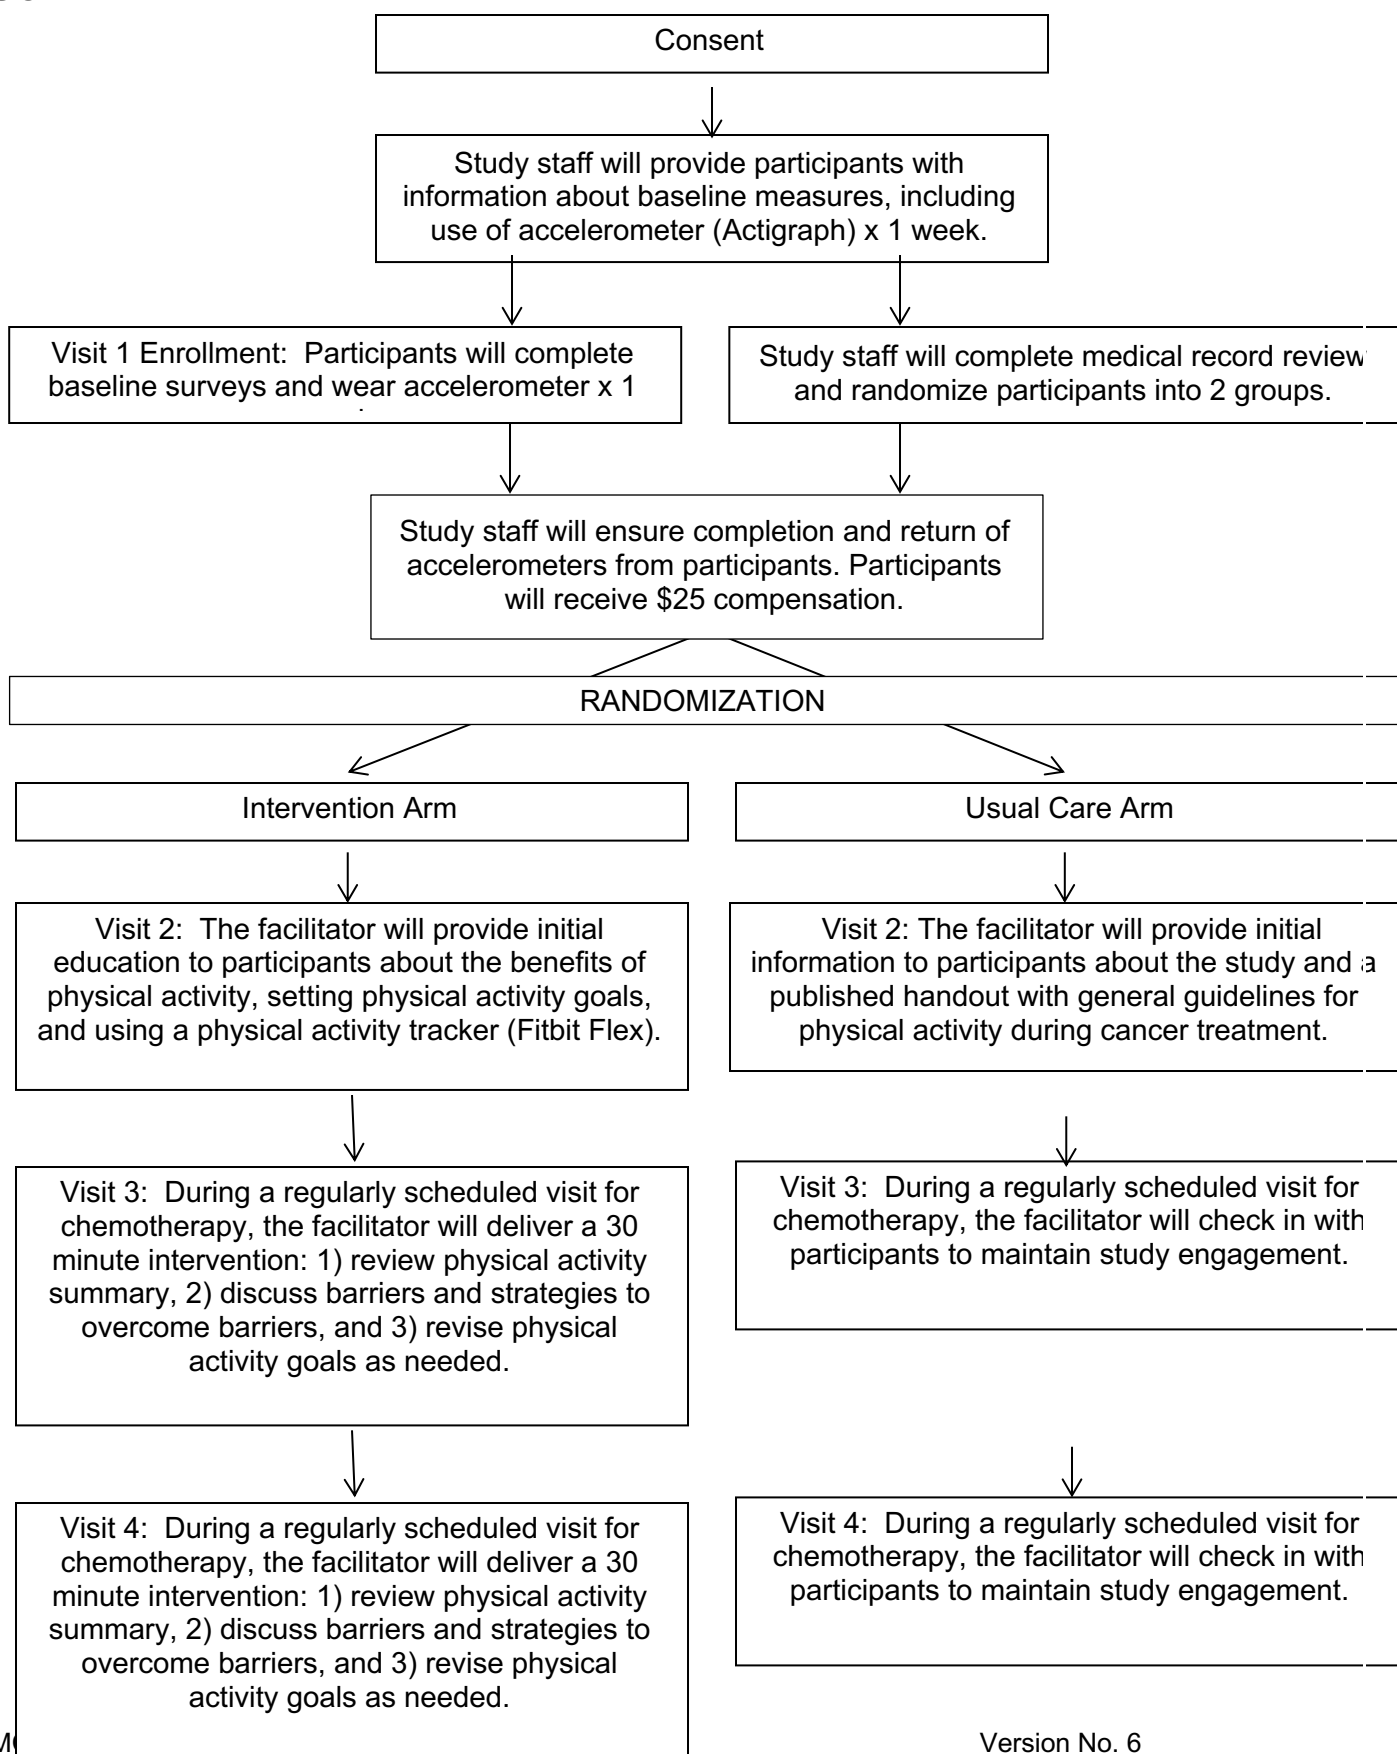 Consent
Study staff will provide participants with
information about baseline measures, including
use of accelerometer (Actigraph) x 1 week.
Visit 1 Enrollment:  Participants will complete
baseline surveys and wear accelerometer x 1
Study staff will complete medical record review
and randomize participants into 2 groups.
Study staff will ensure completion and return of
accelerometers from participants. Participants
will receive $25 compensation.
RANDOMIZATION
Intervention Arm
Usual Care Arm
Visit 2:  The facilitator will provide initial
education to participants about the benefits of
physical activity, setting physical activity goals,
and using a physical activity tracker (Fitbit Flex).
Visit 2: The facilitator will provide initial
information to participants about the study and a
published handout with general guidelines for
physical activity during cancer treatment.
Visit 3:  During a regularly scheduled visit for
chemotherapy, the facilitator will deliver a 30
minute intervention: 1) review physical activity
summary, 2) discuss barriers and strategies to
overcome barriers, and 3) revise physical
activity goals as needed.
Visit 3:  During a regularly scheduled visit for
chemotherapy, the facilitator will check in with
participants to maintain study engagement.
Visit 4:  During a regularly scheduled visit for
chemotherapy, the facilitator will deliver a 30
minute intervention: 1) review physical activity
summary, 2) discuss barriers and strategies to
overcome barriers, and 3) revise physical
activity goals as needed.
Visit 4:  During a regularly scheduled visit for
chemotherapy, the facilitator will check in with
participants to maintain study engagement.
Version No. 6